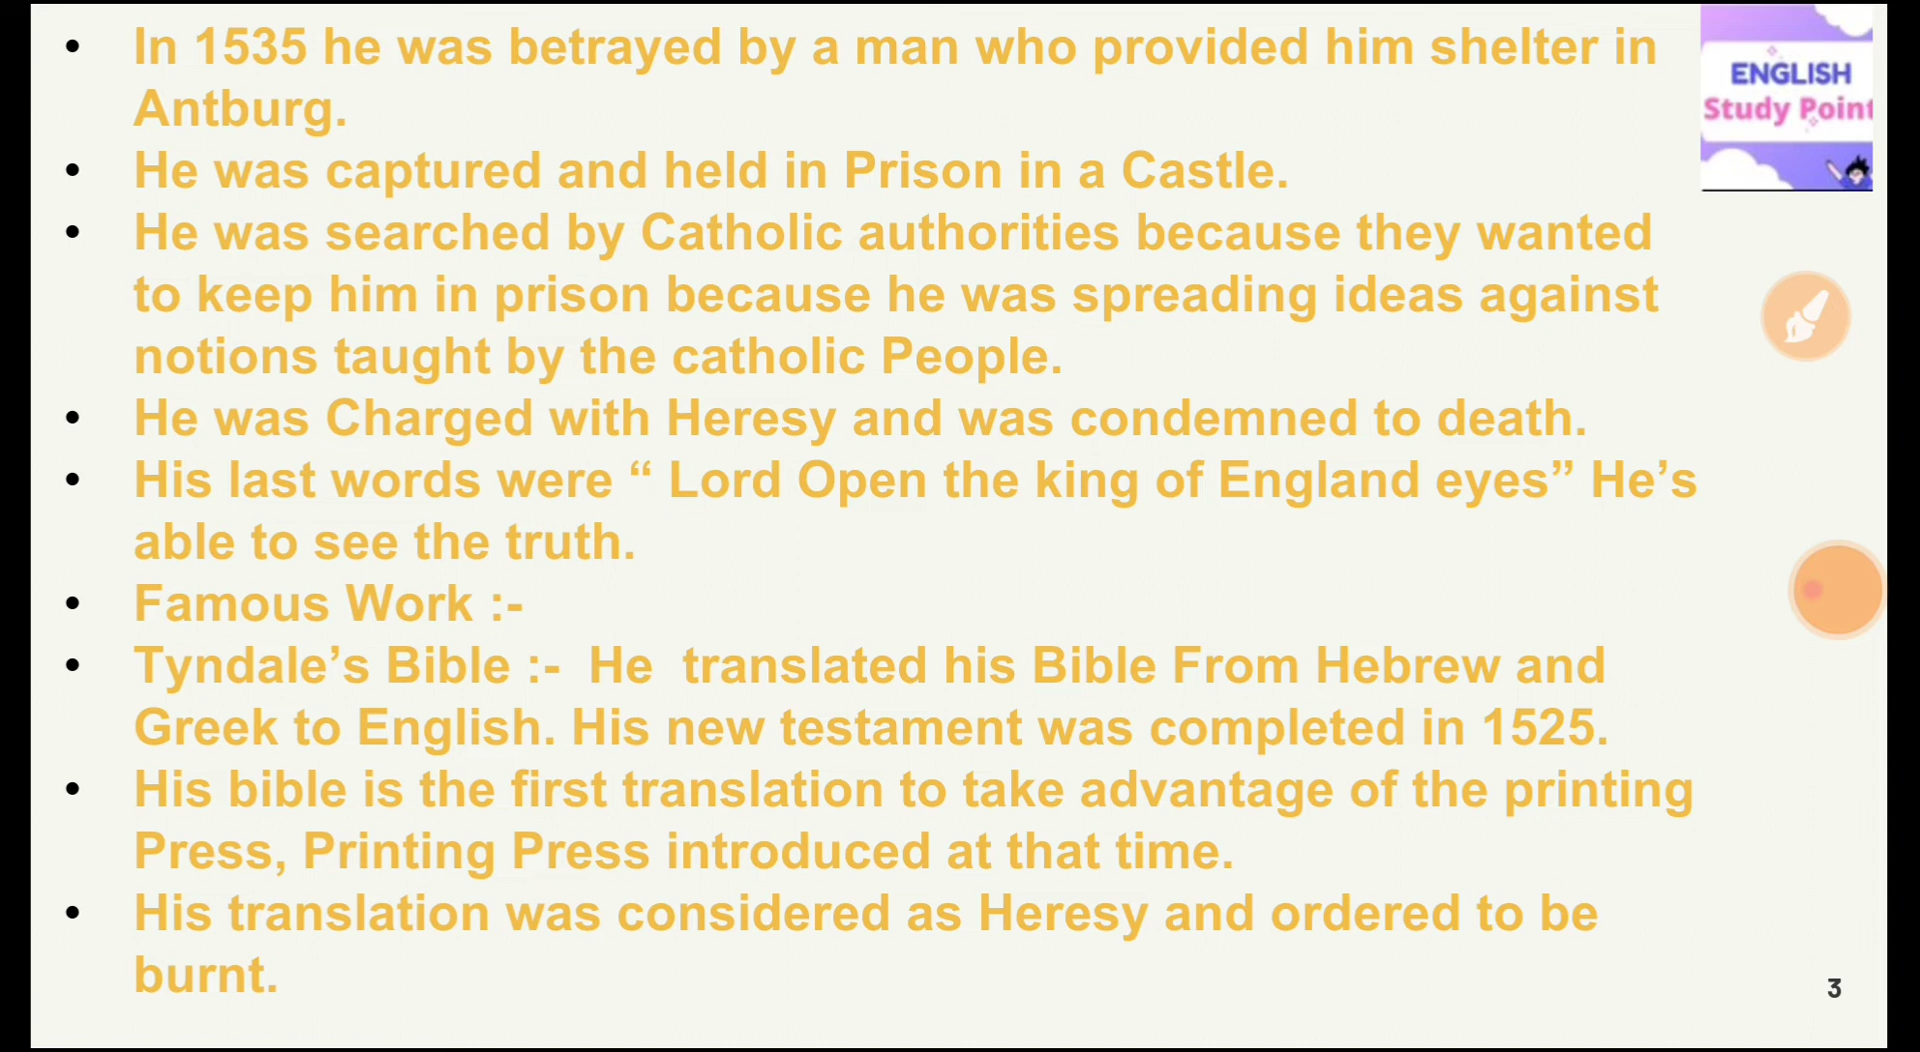 • In 1535 he was betrayed by a man who provided him shelter in
Antburg.
• He was captured and held in Prison in a Castle.
• He was searched by Catholic authorities because they wanted
to keep him in prison because he was spreading ideas against
notions taught by the catholic People.
• He was Charged with Heresy and was condemned to death.
• His last words were “ Lord Open the king of England eyes” He’s
able to see the truth.
• Famous Work :-
• Tyndale’s Bible :-  He  translated his Bible From Hebrew and
Greek to English. His new testament was completed in 1525.
• His bible is the first translation to take advantage of the printing
Press, Printing Press introduced at that time.
• His translation was considered as Heresy and ordered to be
burnt.
ENGLISH
Study Point
3